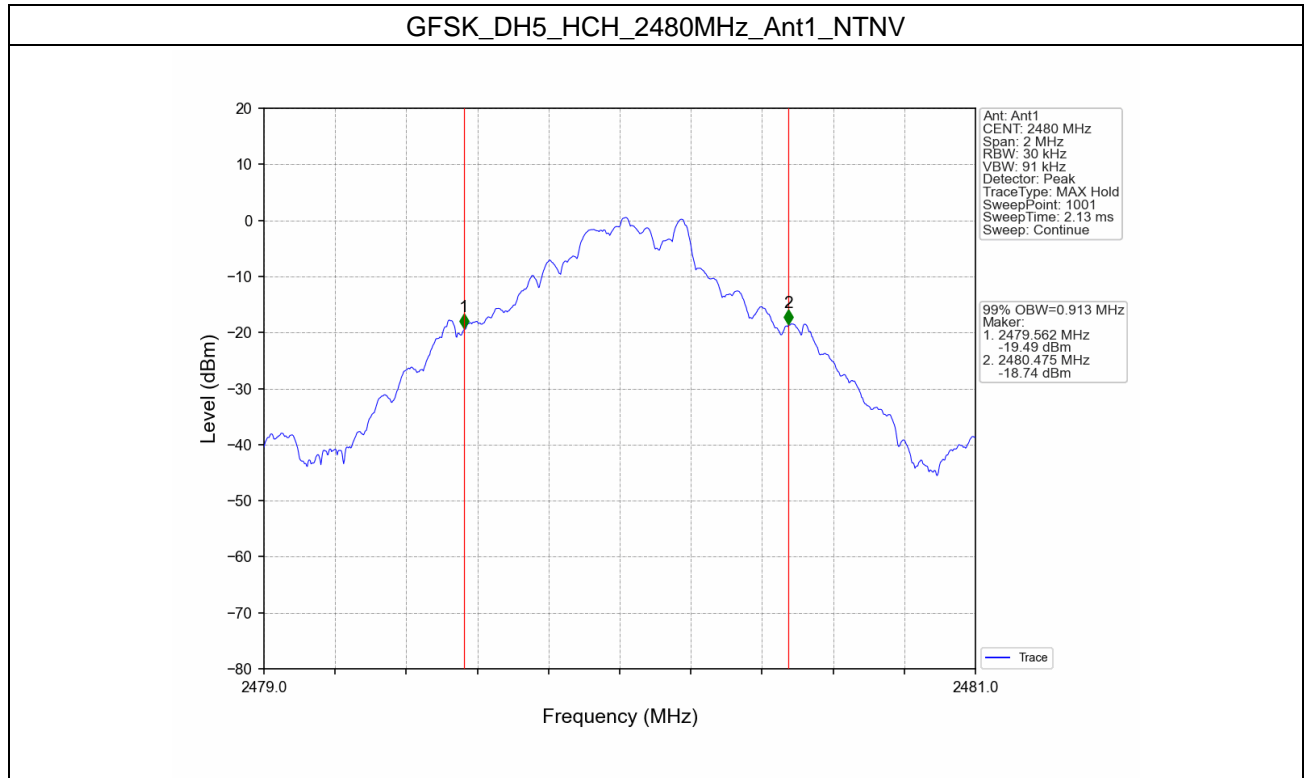 GFSK_DH5_HCH_2480MHz_Ant1_NTNV
20
10
0
−10
−20
−30
−40
−50
−60
−70
−80
Level (dBm)
1
2
2479.0
2481.0
Frequency (MHz)
Ant: Ant1
CENT: 2480 MHz
Span: 2 MHz
RBW: 30 kHz
VBW: 91 kHz
Detector: Peak
TraceType: MAX Hold
SweepPoint: 1001
SweepTime: 2.13 ms
Sweep: Continue
99% OBW=0.913 MHz
Maker:
1. 2479.562 MHz
-19.49 dBm
2. 2480.475 MHz
-18.74 dBm
Trace